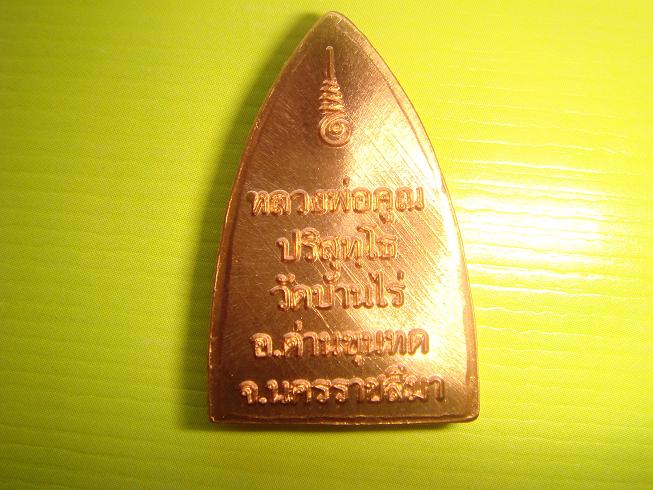 หลวงพ่อคูณ
ปริสุทฺโธ
วัดบ้านไร่
อ.ด่านขุนทด
จ.นครราชสีมา